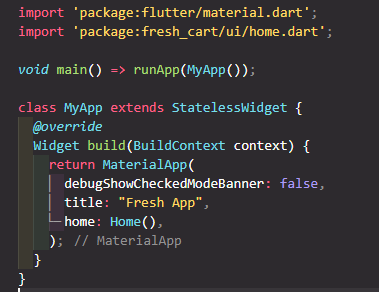 import 'package:flutter/material.dart';
import 'package:fresh_cart/ui/home.dart';
void main() => runApp(MyApp());
class MyApp extends StatelessWidget {
@override
Widget build(BuildContext context) {
return MaterialApp(
debugShowCheckedModeBanner: false,
title: "Fresh App",
home: Home(),
); // MaterialApp
}
}